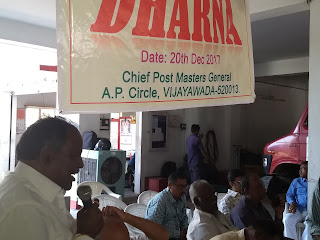 DHARNA
Date: 20th Dec 2017
Chief Post Masters General
A.P. Circle, VIJAYAWADA-520013.